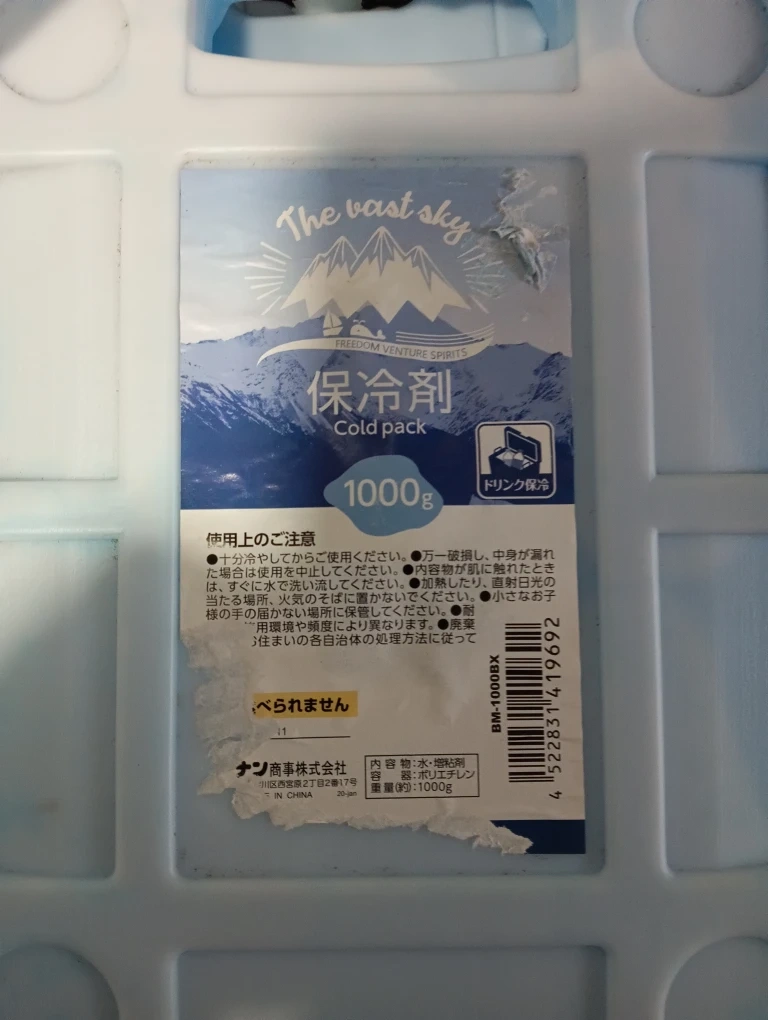 The vast sky
FREEDOM VENTURE SPIRITS
保冷剤
Cold pack
ドリンク保冷
1000g
使用上のご注意
●十分冷やしてからご使用ください。●万一破損し、中身が漏れ
た場合は使用を中止してください。●内容物が肌に触れたとき
は、すぐに水で洗い流してください。●加熱したり、直射日光の
当たる場所、火気のそばに置かないでください。●小さなお子
様の手の届かない場所に保管してください。●耐
用環境や頻度により異なります。●廃棄
お住まいの各自治体の処理方法に従って
べられません
11
ナン商事株式会社
川区西宮原2丁目2番17号
IN CHINA 20-jan
内容物:水・増粘剤
容器:ポリエチレン
重量(約):1000g
BM-1000BX
4 522831 419692